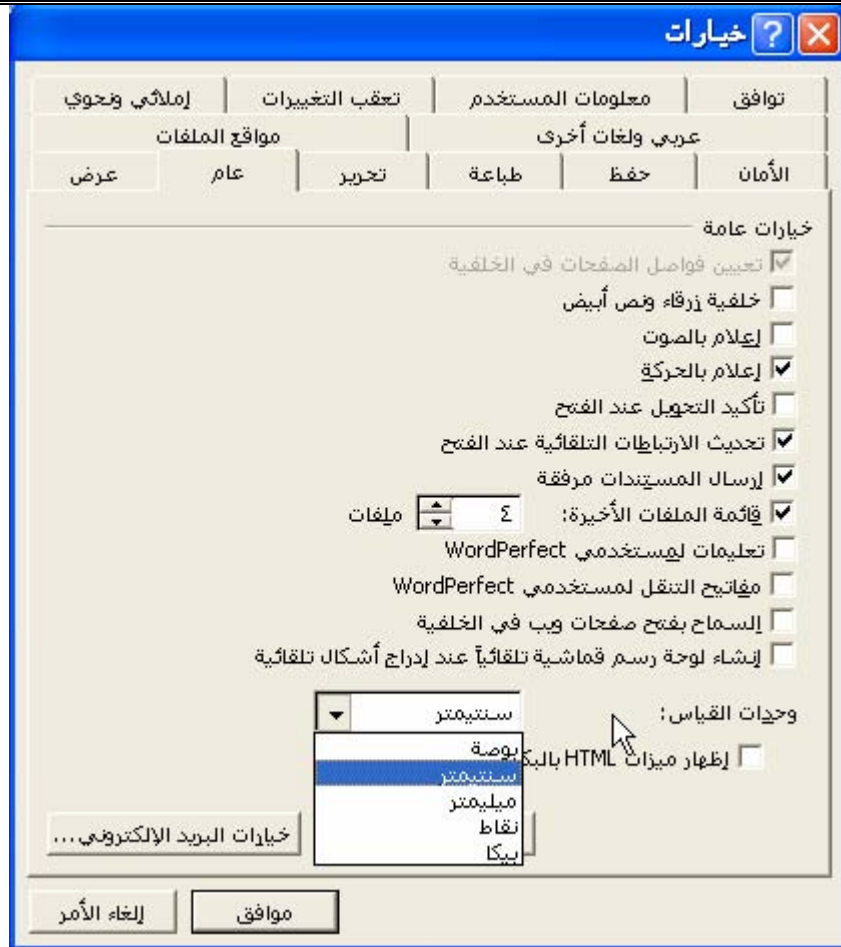 خيارات
توافق معلومات المستخدم تعقب التغييرات إملائي ونحوي
عربي ولغات أخرى مواقع الملفات
الأمان حفظ طباعة تحرير عام عرض
خيارات عامة
تعيين فواصل الصفحات في الخلفية
خلفية زرقاء ونص أبيض
إعلام بالصوت
إعلام بالحركة
تأكيد التحويل عند الفتح
تحديث الارتباطات التلقائية عند الفتح
إرسال المستندات مرفقة
قائمة الملفات الأخيرة: ٤ ملفات
تعليمات لمستخدمي WordPerfect
مفاتيح التنقل لمستخدمي WordPerfect
السماح بفتح صفحات ويب في الخلفية
إنشاء لوحة رسم قماشية تلقائياً عند إدراج أشكال تلقائية
وحدات القياس: سنتيمتر
بوصة
إظهار ميزات HTML
سنتيمتر
ميليمتر
نقاط
بيكا
خيارات البريد الإلكتروني...
موافق إلغاء الأمر